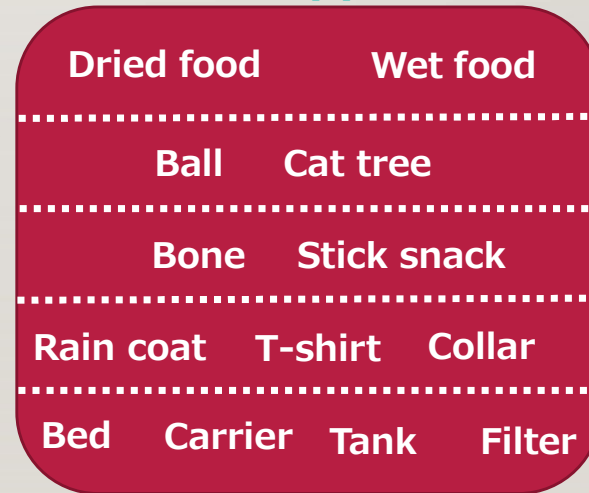 Dried food Wet food
Ball Cat tree
Bone Stick snack
Rain coat T-shirt Collar
Bed Carrier Tank Filter